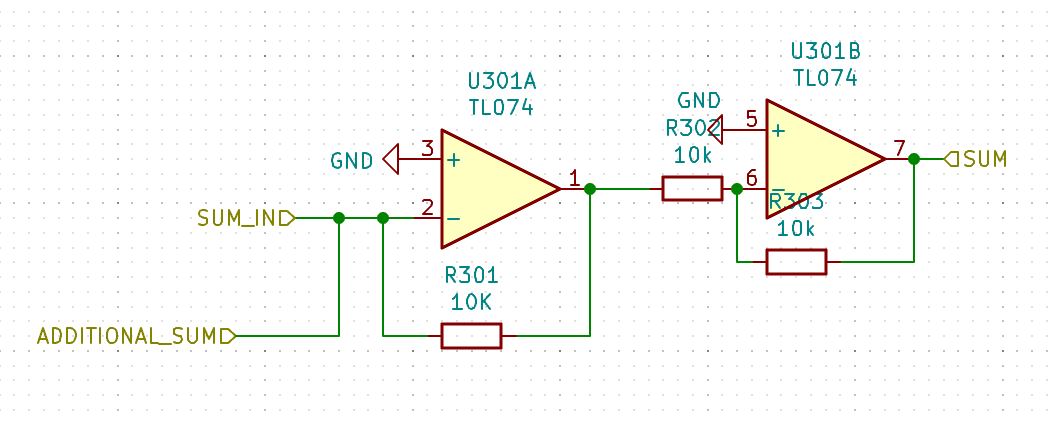 U301A
TL074
GND
3
+
SUM_IN
2
−
1
R301
10K
ADDITIONAL_SUM
U301B
TL074
GND
R302
10k
5
+
6
−
7
SUM
R303
10k